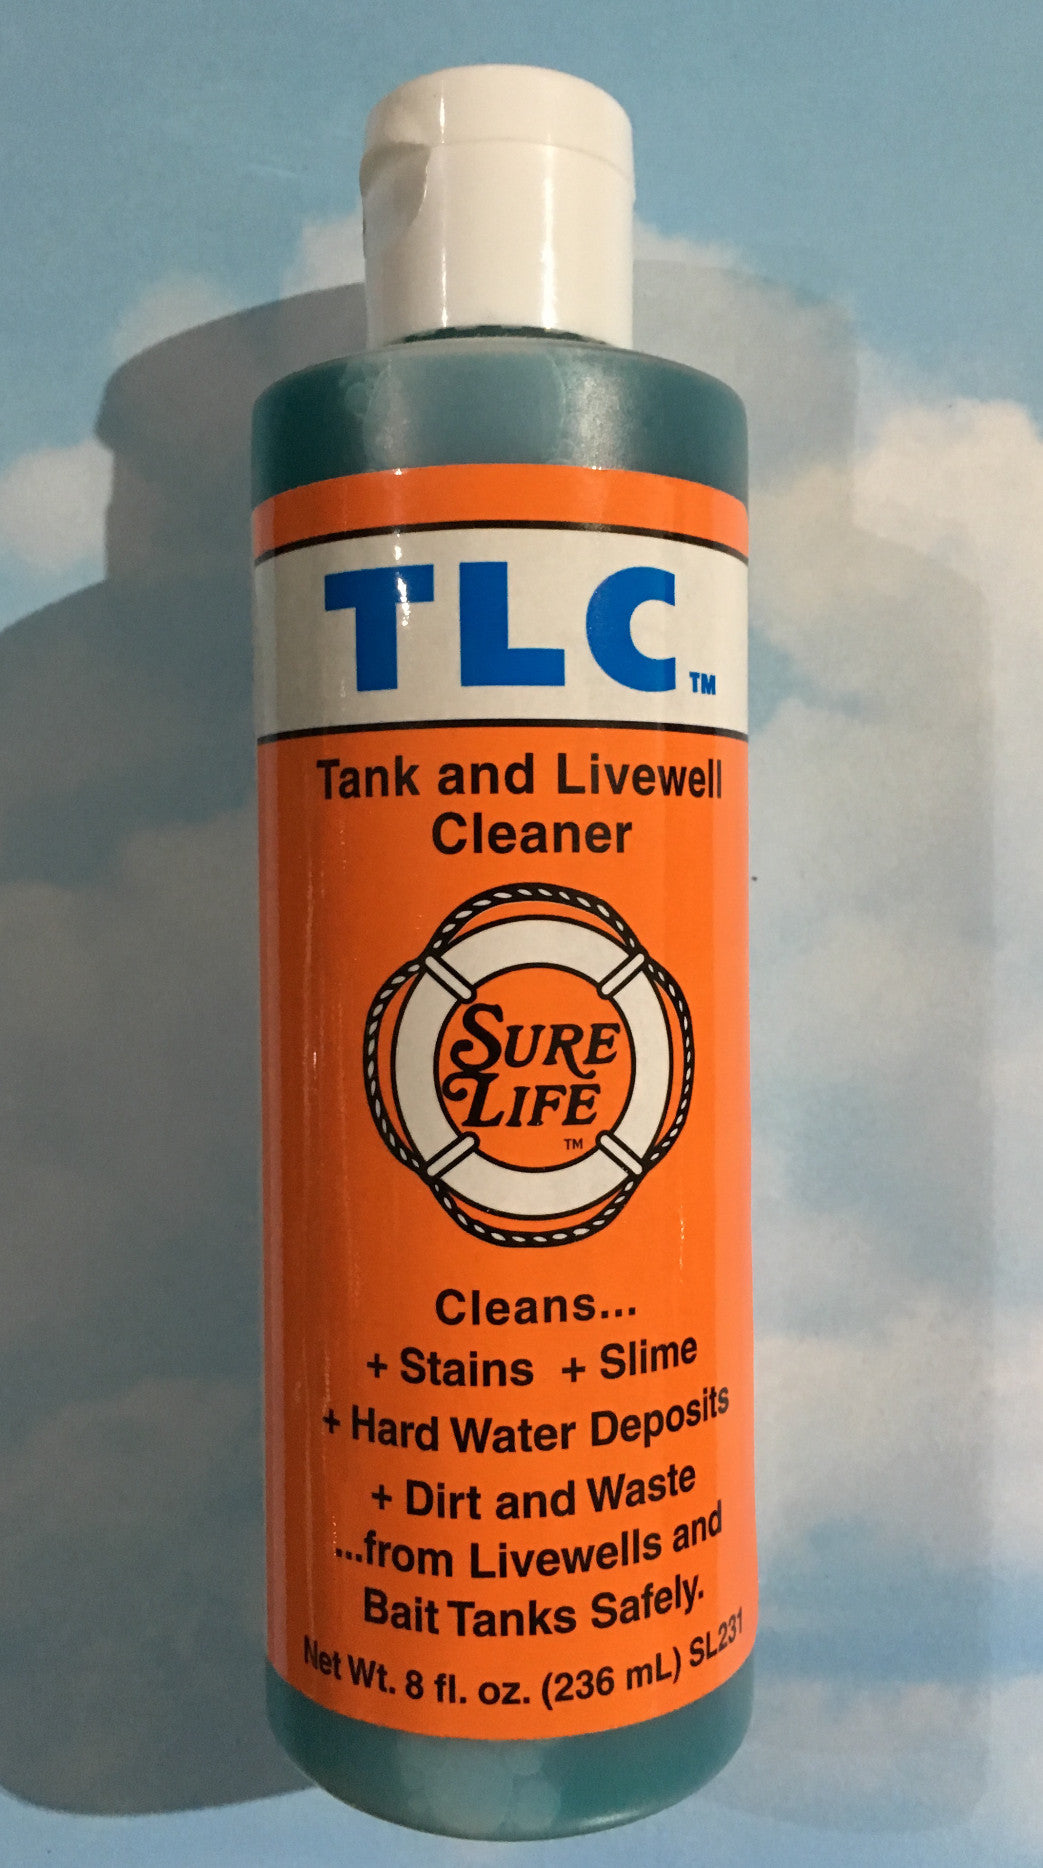 TLC™
Tank and Livewell
Cleaner
SURE
LIFE
™
Cleans...
+ Stains + Slime
+ Hard Water Deposits
+ Dirt and Waste
...from Livewells and
Bait Tanks Safely.
Net Wt. 8 fl. oz. (236 mL) SL231